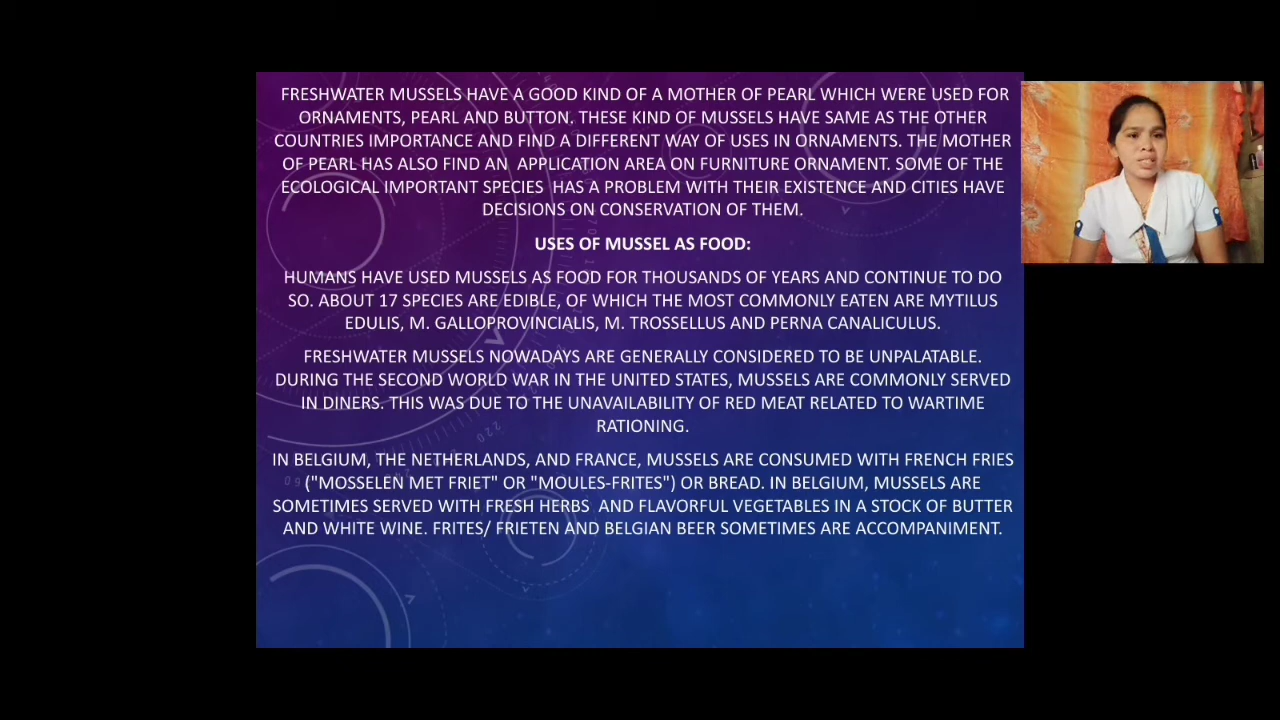 FRESHWATER MUSSELS HAVE A GOOD KIND OF A MOTHER OF PEARL WHICH WERE USED FOR
ORNAMENTS, PEARL AND BUTTON. THESE KIND OF MUSSELS HAVE SAME AS THE OTHER
COUNTRIES IMPORTANCE AND FIND A DIFFERENT WAY OF USES IN ORNAMENTS. THE MOTHER
OF PEARL HAS ALSO FIND AN APPLICATION AREA ON FURNITURE ORNAMENT. SOME OF THE
ECOLOGICAL IMPORTANT SPECIES HAS A PROBLEM WITH THEIR EXISTENCE AND CITIES HAVE
DECISIONS ON CONSERVATION OF THEM.
USES OF MUSSEL AS FOOD:
HUMANS HAVE USED MUSSELS AS FOOD FOR THOUSANDS OF YEARS AND CONTINUE TO DO
SO. ABOUT 17 SPECIES ARE EDIBLE, OF WHICH THE MOST COMMONLY EATEN ARE MYTILUS
EDULIS, M. GALLOPROVINCIALIS, M. TROSSELLUS AND PERNA CANALICULUS.
FRESHWATER MUSSELS NOWADAYS ARE GENERALLY CONSIDERED TO BE UNPALATABLE.
DURING THE SECOND WORLD WAR IN THE UNITED STATES, MUSSELS ARE COMMONLY SERVED
IN DINERS. THIS WAS DUE TO THE UNAVAILABILITY OF RED MEAT RELATED TO WARTIME
RATIONING.
IN BELGIUM, THE NETHERLANDS, AND FRANCE, MUSSELS ARE CONSUMED WITH FRENCH FRIES
("MOSSELEN MET FRIET" OR "MOULES-FRITES") OR BREAD. IN BELGIUM, MUSSELS ARE
SOMETIMES SERVED WITH FRESH HERBS AND FLAVORFUL VEGETABLES IN A STOCK OF BUTTER
AND WHITE WINE. FRITES/ FRIETEN AND BELGIAN BEER SOMETIMES ARE ACCOMPANIMENT.
220